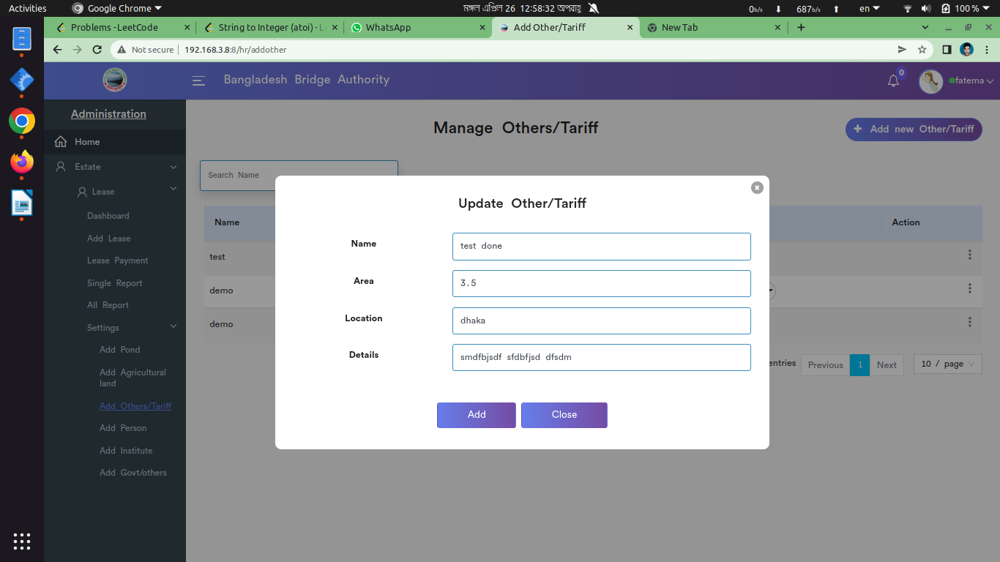 Activities
Google Chrome
মঙ্গল এপ্রিল 26 12:58:32 অপরাহ্ণ
0b/s
687b/s
en
100 %
Problems - LeetCode
String to Integer (atoi) - L
WhatsApp
Add Other/Tariff
New Tab
Not secure
192.168.3.8:8/hr/addother
Bangladesh Bridge Authority
0
fatema
Administration
Home
Estate
Lease
Dashboard
Add Lease
Lease Payment
Single Report
All Report
Settings
Add Pond
Add Agricultural
land
Add Others/Tariff
Add Person
Add Institute
Add Govt/others
Manage Others/Tariff
Add new Other/Tariff
Search Name
Name
Action
test
demo
demo
entries
Previous
1
Next
10 / page
Update Other/Tariff
Name
test done
Area
3.5
Location
dhaka
Details
smdfbjsdf sfdbfjsd dfsdm
Add
Close